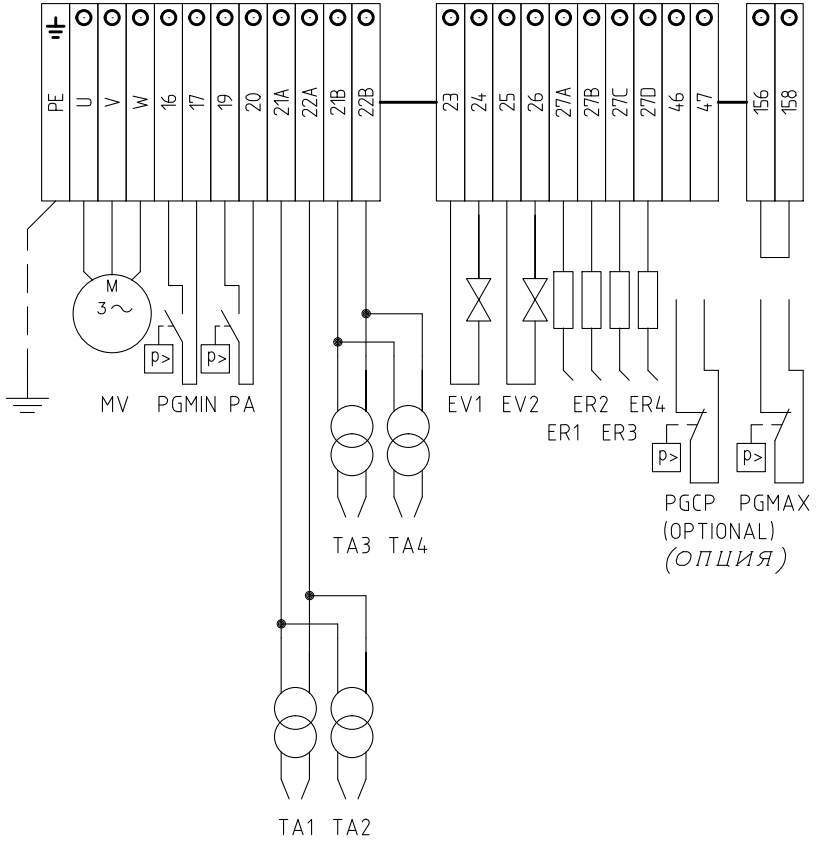 PE U V W 16 17 19 20 21A 22A 21B 22B 23 24 25 26 27A 27B 27C 27D 46 47 156 158
M
3~
p> p>
MV PGMIN PA EV1 EV2 ER2 ER4
ER1 ER3
p> p>
PGCP PGMAX
(OPTIONAL)
(ОПЦИЯ)
TA3 TA4
TA1 TA2